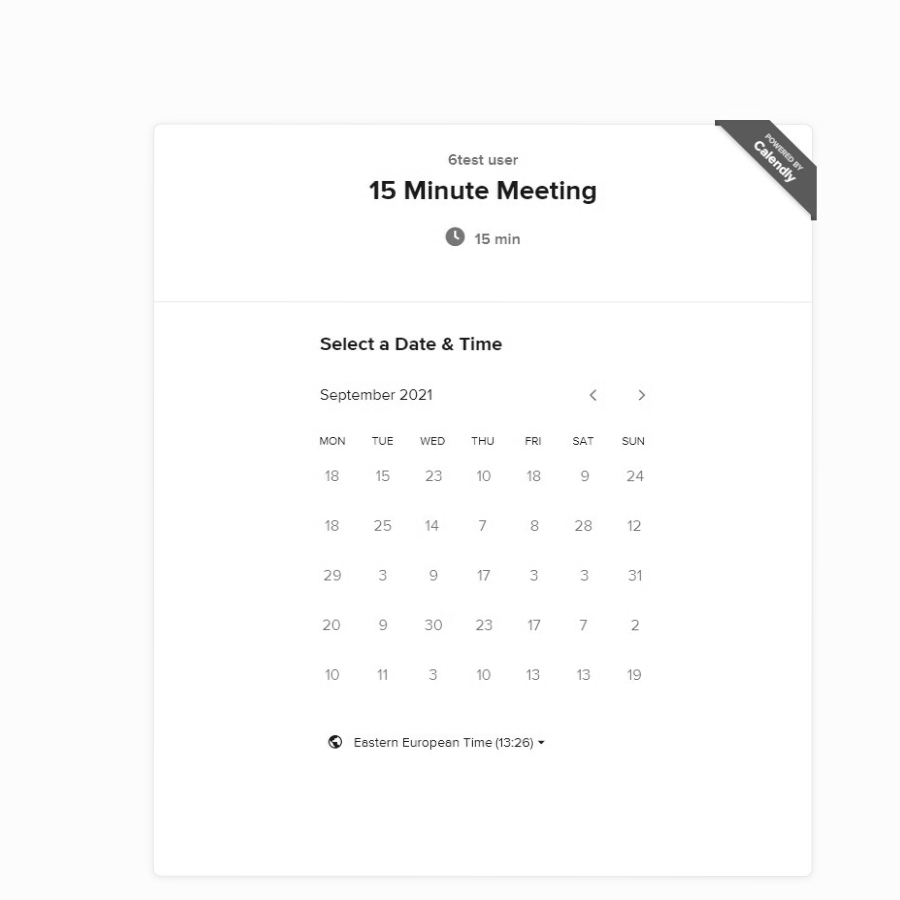 POWERED BY
Calendly
6test user
15 Minute Meeting
15 min
Select a Date & Time
September 2021
MON TUE WED THU FRI SAT SUN
18 15 23 10 18 9 24
18 25 14 7 8 28 12
29 3 9 17 3 3 31
20 9 30 23 17 7 2
10 11 3 10 13 13 19
Eastern European Time (13:26)